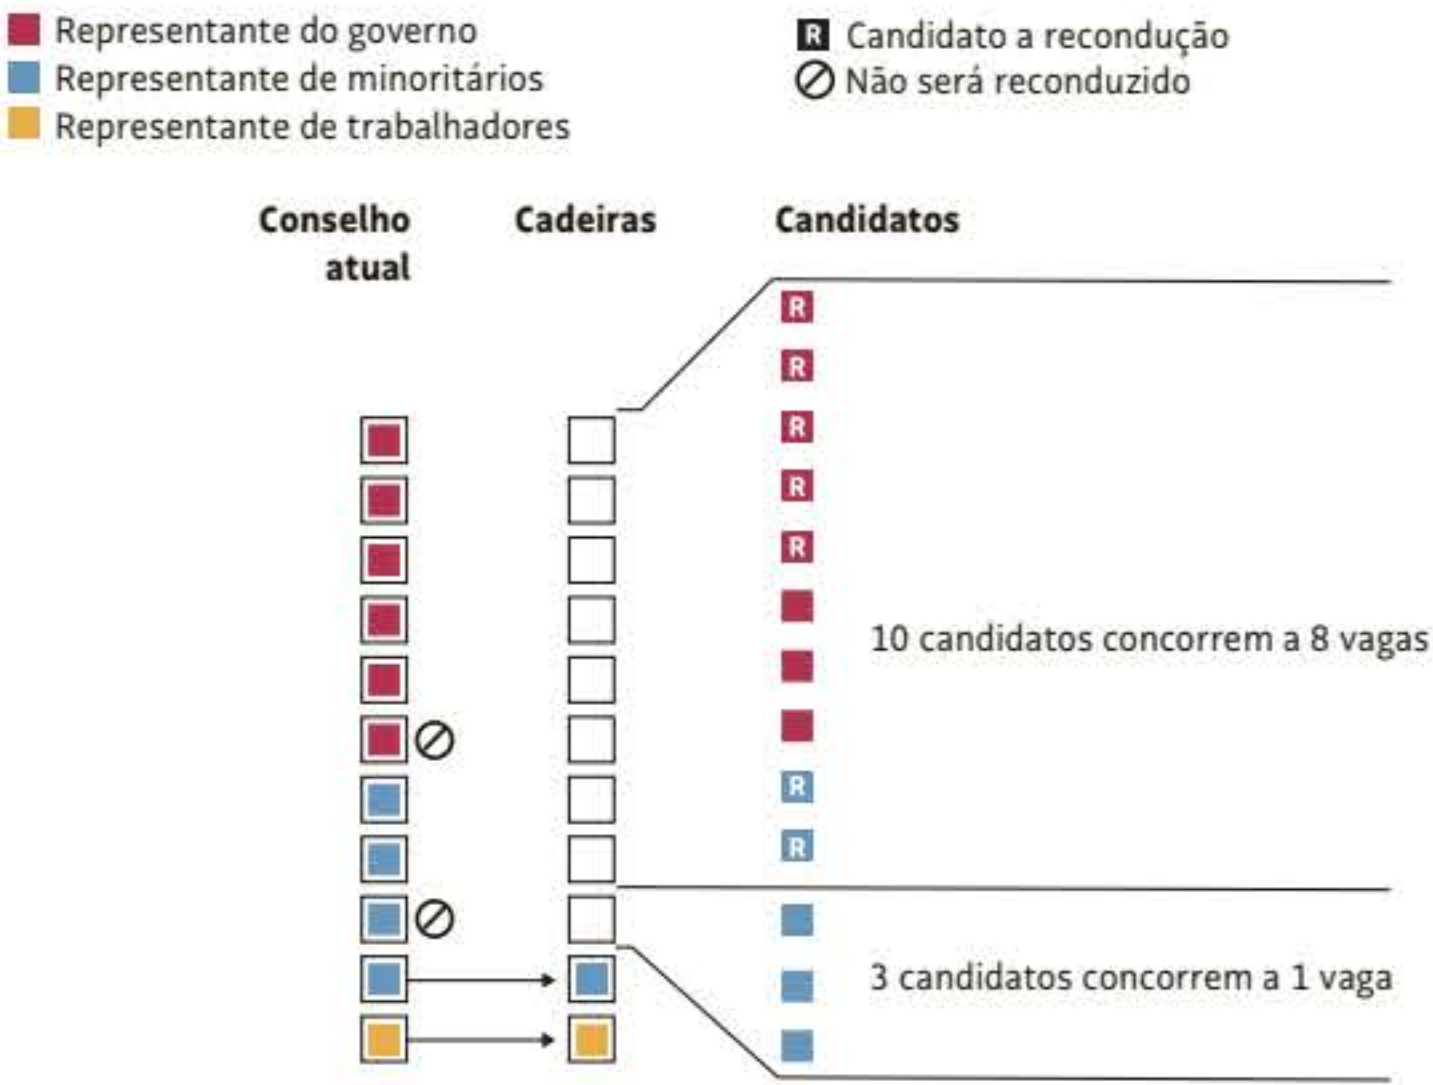 Representante do governo
Representante de minoritários
Representante de trabalhadores
R Candidato a recondução
Não será reconduzido
Conselho
atual
Cadeiras
Candidatos
R
R
R
R
R
10 candidatos concorrem a 8 vagas
R
R
3 candidatos concorrem a 1 vaga